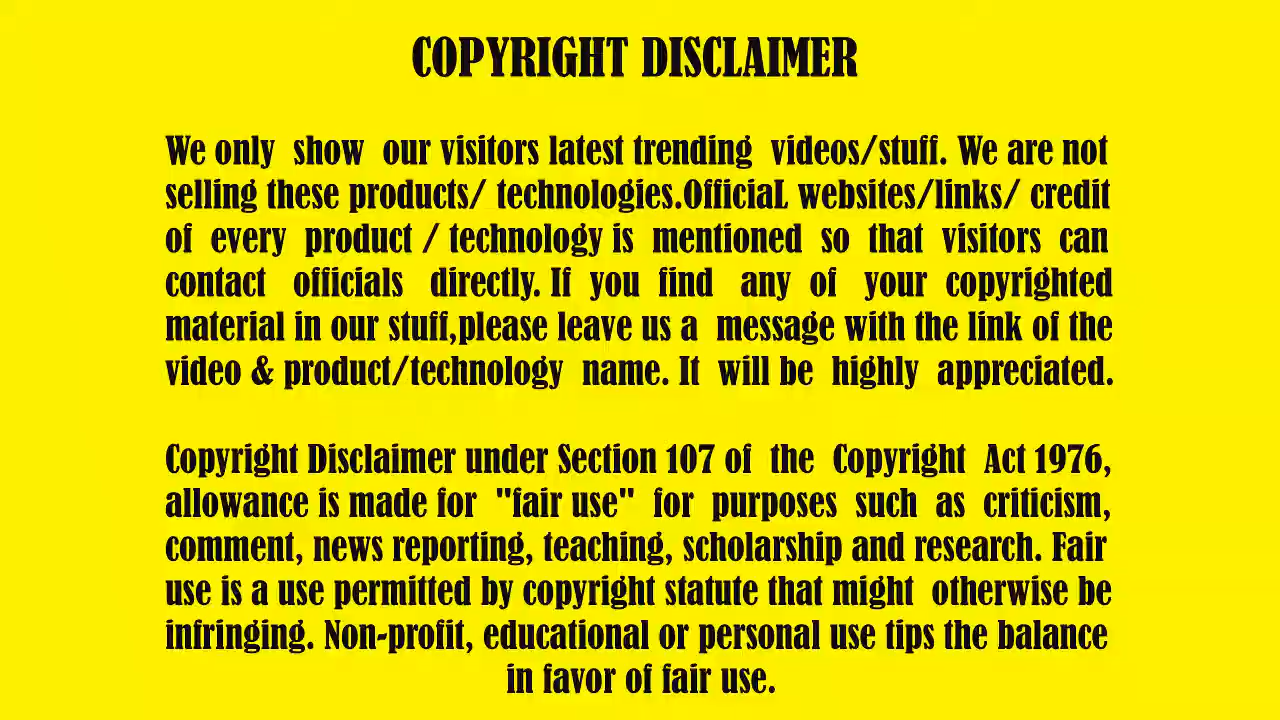 COPYRIGHT DISCLAIMER
We only show our visitors latest trending videos/stuff. We are not
selling these products/ technologies.OfficiaL websites/links/ credit
of every product / technology is mentioned so that visitors can
contact officials directly. If you find any of your copyrighted
material in our stuff,please leave us a message with the link of the
video & product/technology name. It will be highly appreciated.
Copyright Disclaimer under Section 107 of the Copyright Act 1976,
allowance is made for "fair use" for purposes such as criticism,
comment, news reporting, teaching, scholarship and research. Fair
use is a use permitted by copyright statute that might otherwise be
infringing. Non-profit, educational or personal use tips the balance
in favor of fair use.